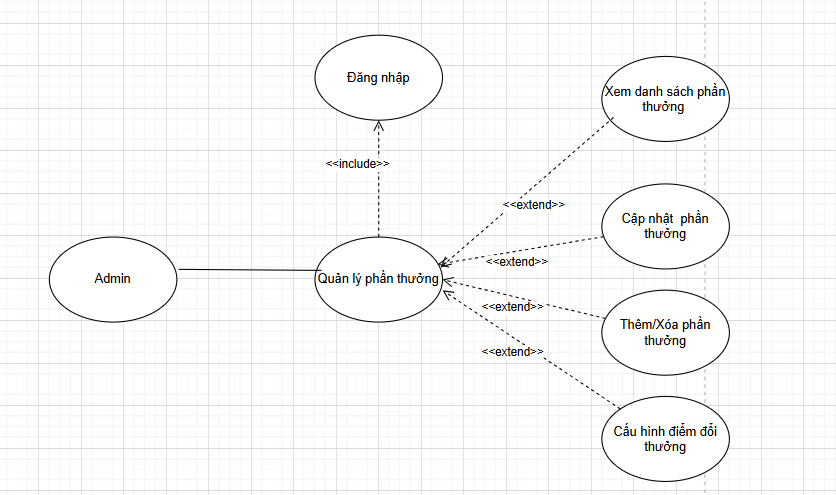 Đăng nhập
Xem danh sách phần
thưởng
<<include>>
<<extend>>
Cập nhật phần
thưởng
<<extend>>
Admin
Quản lý phần thưởng
<<extend>>
Thêm/Xóa phần
thưởng
<<extend>>
Cấu hình điểm đổi
thưởng